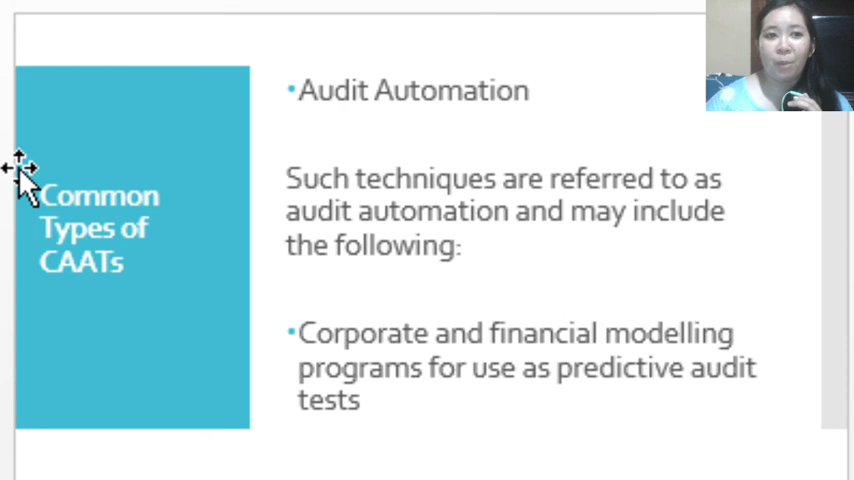 Common
Types of
CAATs
•Audit Automation
Such techniques are referred to as
audit automation and may include
the following:
•Corporate and financial modelling
programs for use as predictive audit
tests